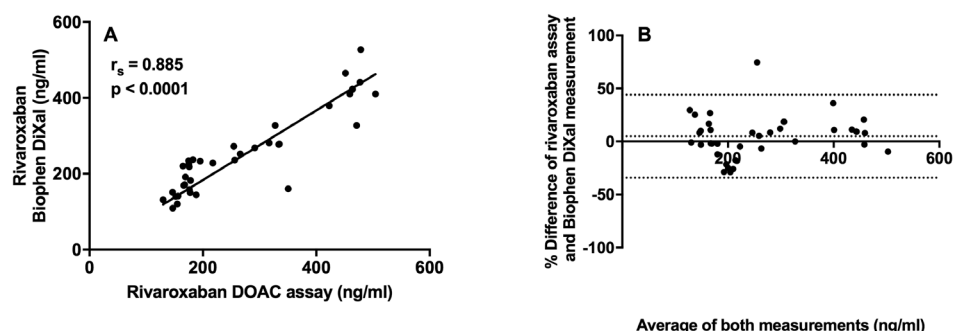 A
r_s = 0.885
p < 0.0001
Rivaroxaban
Biophen DiXaI (ng/ml)
600
400
200
0
0 200 400 600
Rivaroxaban DOAC assay (ng/ml)
B
% Difference of rivaroxaban assay
and Biophen DiXaI measurement
100
50
0
-50
-100
200 400 600
Average of both measurements (ng/ml)